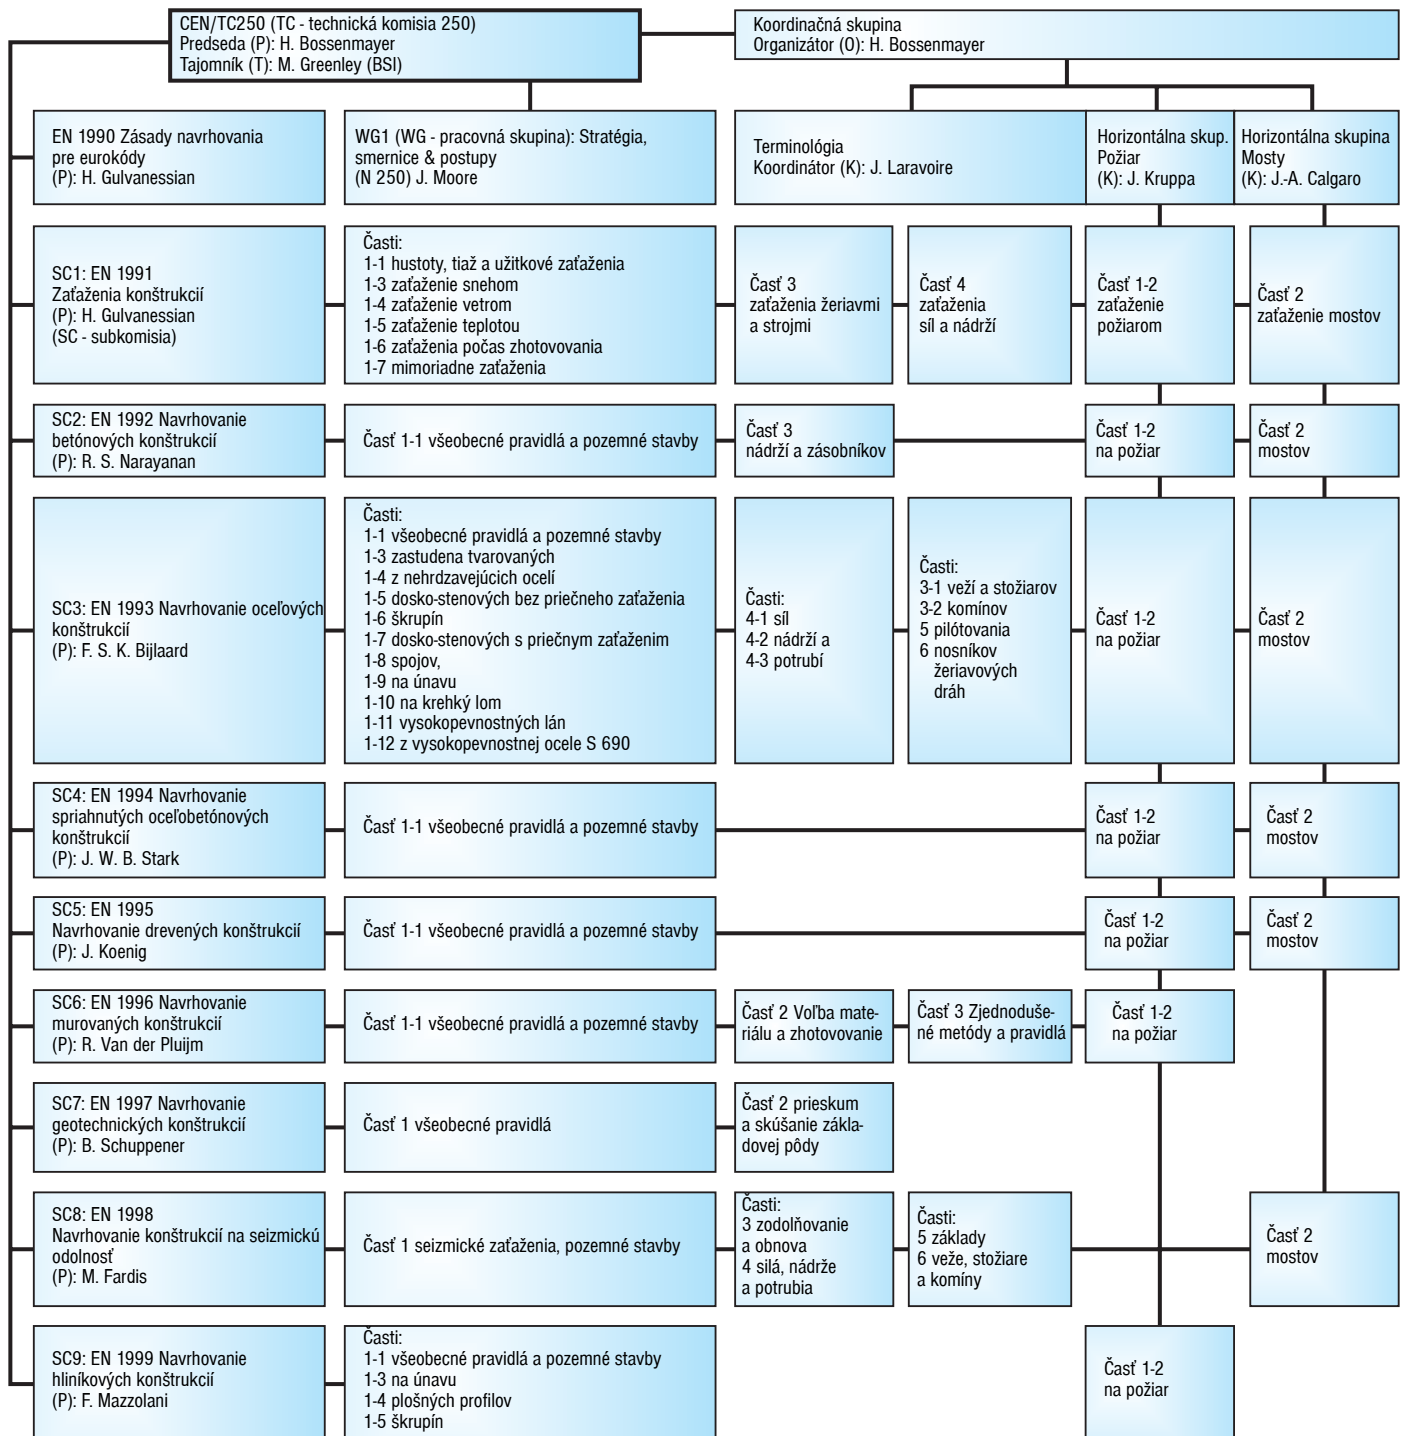 CEN/TC250 (TC - technická komisia 250)
Predseda (P): H. Bossenmayer
Tajomník (T): M. Greenley (BSI)
Koordinačná skupina
Organizátor (O): H. Bossenmayer
EN 1990 Zásady navrhovania
pre eurokódy
(P): H. Gulvanessian
WG1 (WG - pracovná skupina): Stratégia,
smernice & postupy
(N 250) J. Moore
Terminológia
Koordinátor (K): J. Laravoire
Horizontálna skup.
Požiar
(K): J. Kruppa
Horizontálna skupina
Mosty
(K): J.-A. Calgaro
SC1: EN 1991
Zaťaženia konštrukcií
(P): H. Gulvanessian
(SC - subkomisia)
Časti:
1-1 hustoty, tiaž a užitkové zaťaženia
1-3 zaťaženie snehom
1-4 zaťaženie vetrom
1-5 zaťaženie teplotou
1-6 zaťaženia počas zhotovovania
1-7 mimoriadne zaťaženia
Časť 3
zaťaženia žeriavmi
a strojmi
Časť 4
zaťaženia
síl a nádrží
Časť 1-2
zaťaženie
požiarom
Časť 2
zaťaženie mostov
SC2: EN 1992 Navrhovanie
betónových konštrukcií
(P): R. S. Narayanan
Časť 1-1 všeobecné pravidlá a pozemné stavby
Časť 3
nádrží a zásobníkov
Časť 1-2
na požiar
Časť 2
mostov
SC3: EN 1993 Navrhovanie oceľových
konštrukcií
(P): F. S. K. Bijlaard
Časti:
1-1 všeobecné pravidlá a pozemné stavby
1-3 zastudena tvarovaných
1-4 z nehrdzavejúcich ocelí
1-5 dosko-stenových bez priečneho zaťaženia
1-6 škrupín
1-7 dosko-stenových s priečnym zaťažením
1-8 spojov,
1-9 na únavu
1-10 na krehký lom
1-11 vysokopevnostných lán
1-12 z vysokopevnostnej ocele S 690
Časti:
4-1 síl
4-2 nádrží a
4-3 potrubí
Časti:
3-1 veží a stožiarov
3-2 komínov
5 pilótovania
6 nosníkov
žeriavových
dráh
Časť 1-2
na požiar
Časť 2
mostov
SC4: EN 1994 Navrhovanie
spriahnutých oceľobetónových
konštrukcií
(P): J. W. B. Stark
Časť 1-1 všeobecné pravidlá a pozemné stavby
Časť 1-2
na požiar
Časť 2
mostov
SC5: EN 1995
Navrhovanie drevených konštrukcií
(P): J. Koenig
Časť 1-1 všeobecné pravidlá a pozemné stavby
Časť 1-2
na požiar
Časť 2
mostov
SC6: EN 1996 Navrhovanie
murovaných konštrukcií
(P): R. Van der Pluijm
Časť 1-1 všeobecné pravidlá a pozemné stavby
Časť 2 Voľba mate-
riálu a zhotovovanie
Časť 3 Zjednoduše-
né metódy a pravidlá
Časť 1-2
na požiar
SC7: EN 1997 Navrhovanie
geotechnických konštrukcií
(P): B. Schuppener
Časť 1 všeobecné pravidlá
Časť 2 prieskum
a skúšanie zákla-
dovej pôdy
SC8: EN 1998
Navrhovanie konštrukcií na seizmickú
odolnosť
(P): M. Fardis
Časť 1 seizmické zaťaženia, pozemné stavby
Časti:
3 zodolňovanie
a obnova
4 silá, nádrže
a potrubia
Časti:
5 základy
6 veže, stožiare
a komíny
Časť 2
mostov
SC9: EN 1999 Navrhovanie
hliníkových konštrukcií
(P): F. Mazzolani
Časti:
1-1 všeobecné pravidlá a pozemné stavby
1-3 na únavu
1-4 plošných profilov
1-5 škrupín
Časť 1-2
na požiar